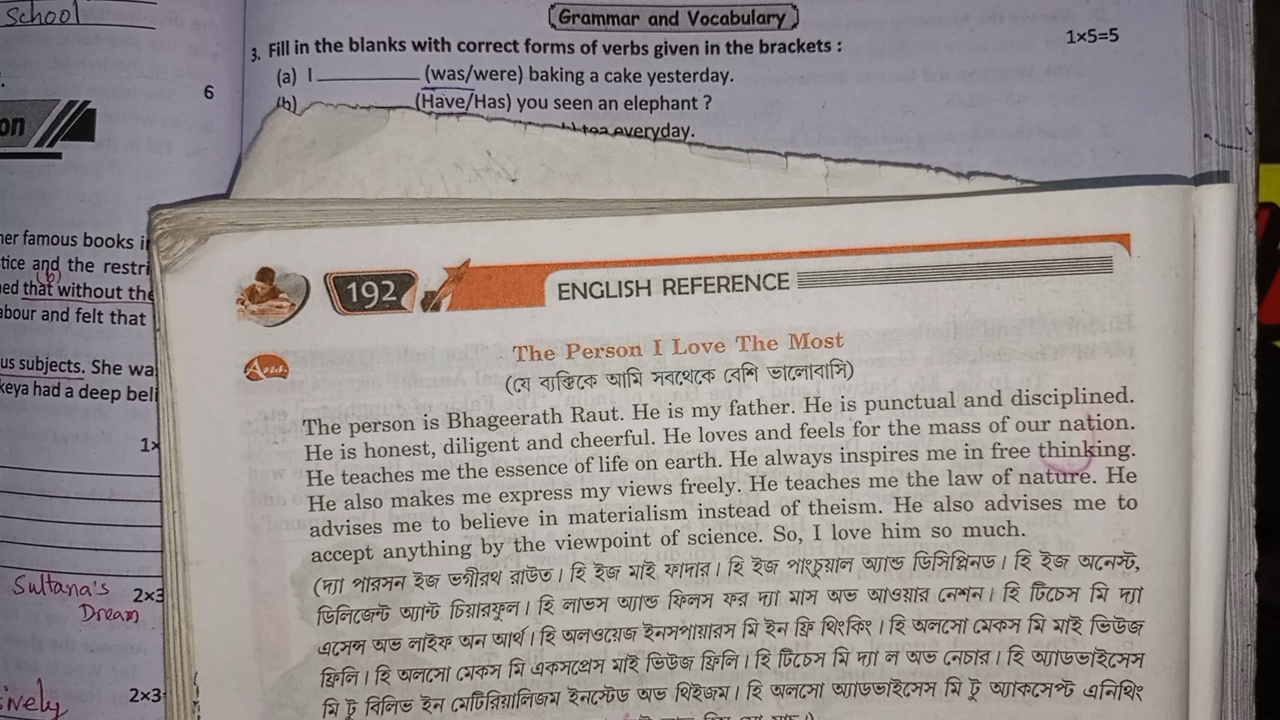 School
6
on
her famous books i
tice and the restri
(b)
ned that without the
abour and felt that
us subjects. She wa
keya had a deep beli
1×
Sultana's
Dream
2×3
ively
2×3
Grammar and Vocabulary
3. Fill in the blanks with correct forms of verbs given in the brackets :
1×5=5
(a) I __________ (was/were) baking a cake yesterday.
(b) __________ (Have/Has) you seen an elephant ?
tea everyday.
192
ENGLISH REFERENCE
Ans.
The Person I Love The Most
(যে ব্যক্তিকে আমি সবথেকে বেশি ভালোবাসি)
The person is Bhageerath Raut. He is my father. He is punctual and disciplined.
He is honest, diligent and cheerful. He loves and feels for the mass of our nation.
He teaches me the essence of life on earth. He always inspires me in free thinking.
He also makes me express my views freely. He teaches me the law of nature. He
advises me to believe in materialism instead of theism. He also advises me to
accept anything by the viewpoint of science. So, I love him so much.
(দ্যা পারসন ইজ ভগীরথ রাউত। হি ইজ মাই ফাদার। হি ইজ পাংচুয়াল অ্যান্ড ডিসিপ্লিনড। হি ইজ অনেস্ট,
ডিলিজেন্ট অ্যান্ট চিয়ারফুল। হি লাভস অ্যান্ড ফিলস ফর দ্যা মাস অভ আওয়ার নেশন। হি টিচেস মি দ্যা
এসেন্স অভ লাইফ অন আর্থ। হি অলওয়েজ ইনসপায়ারস মি ইন ফ্রি থিংকিং। হি অলসো মেকস মি মাই ভিউজ
ফ্রিলি। হি অলসো মেকস মি একসপ্রেস মাই ভিউজ ফ্রিলি। হি টিচেস মি দ্যা ল অভ নেচার। হি অ্যাডভাইসেস
মি টু বিলিভ ইন মেটিরিয়ালিজম ইনস্টেড অভ থিইজম। হি অলসো অ্যাডভাইসেস মি টু অ্যাকসেপ্ট এনিথিং